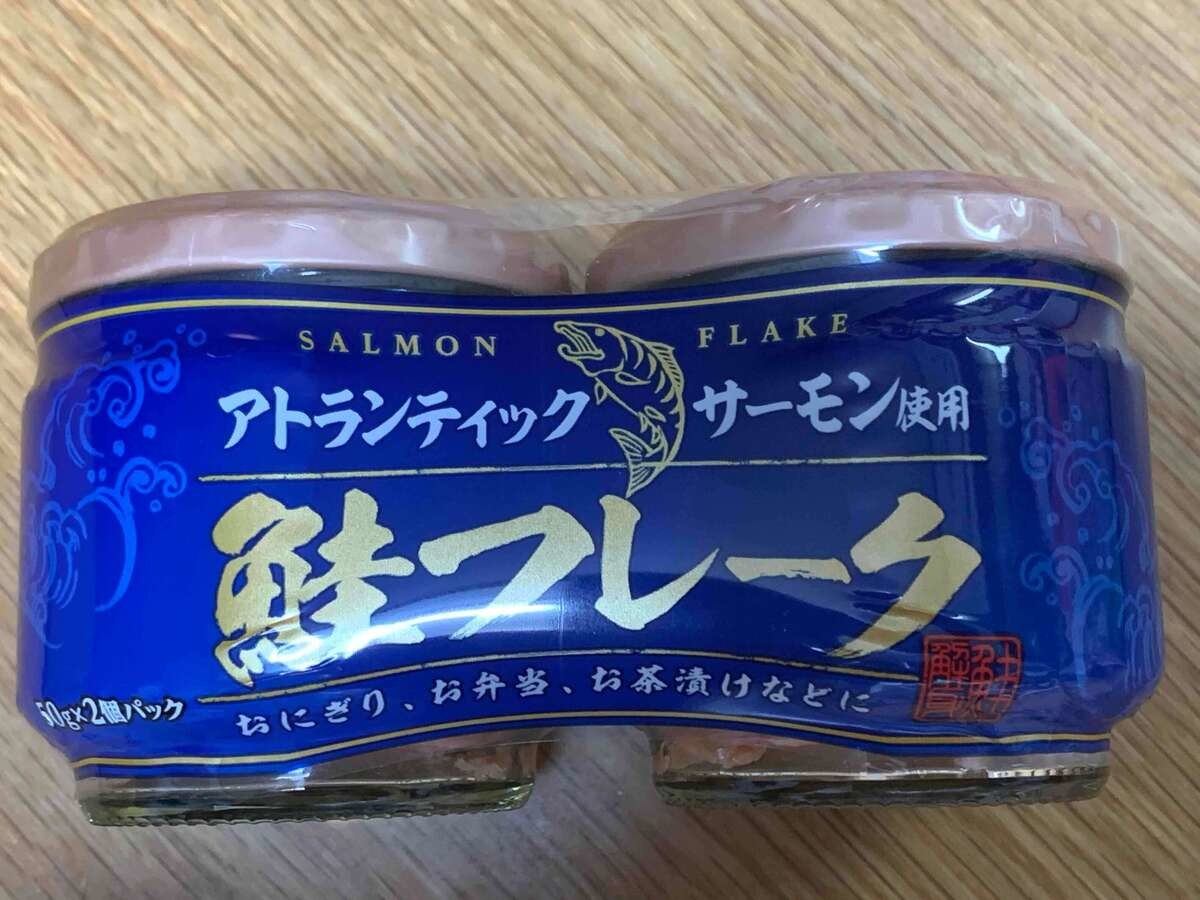 SALMON FLAKE
アトランティックサーモン使用
鮭フレーク
おにぎり、お弁当、お茶漬けなどに
50g×2個パック